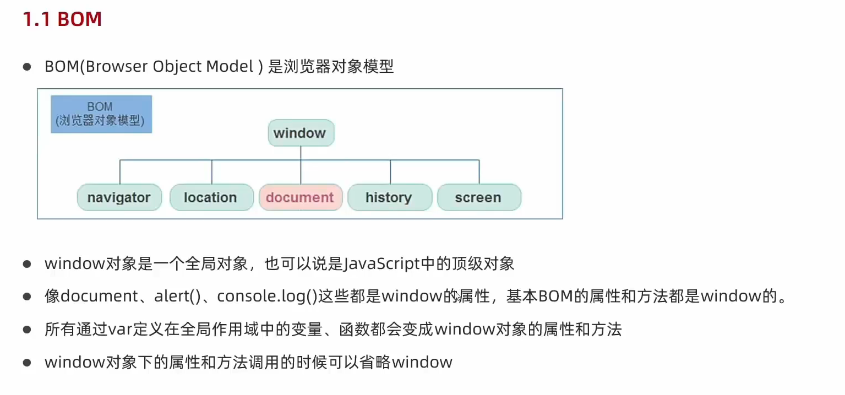 1.1 BOM
BOM(Browser Object Model ) 是浏览器对象模型
BOM
(浏览器对象模型)
window
navigator
location
document
history
screen
window对象是一个全局对象，也可以说是JavaScript中的顶级对象
像document、alert()、console.log()这些都是window的属性，基本BOM的属性和方法都是window的。
所有通过var定义在全局作用域中的变量、函数都会变成window对象的属性和方法
window对象下的属性和方法调用的时候可以省略window